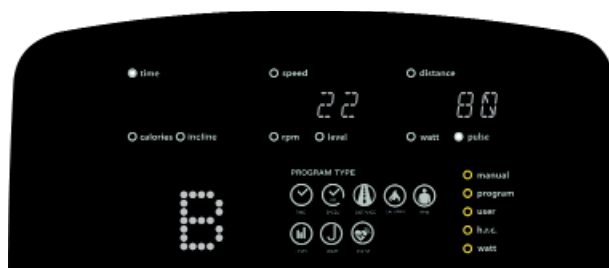 time speed distance
22 80
calories incline rpm level watt pulse
PROGRAM TYPE
manual
program
user
h.r.c.
watt
B